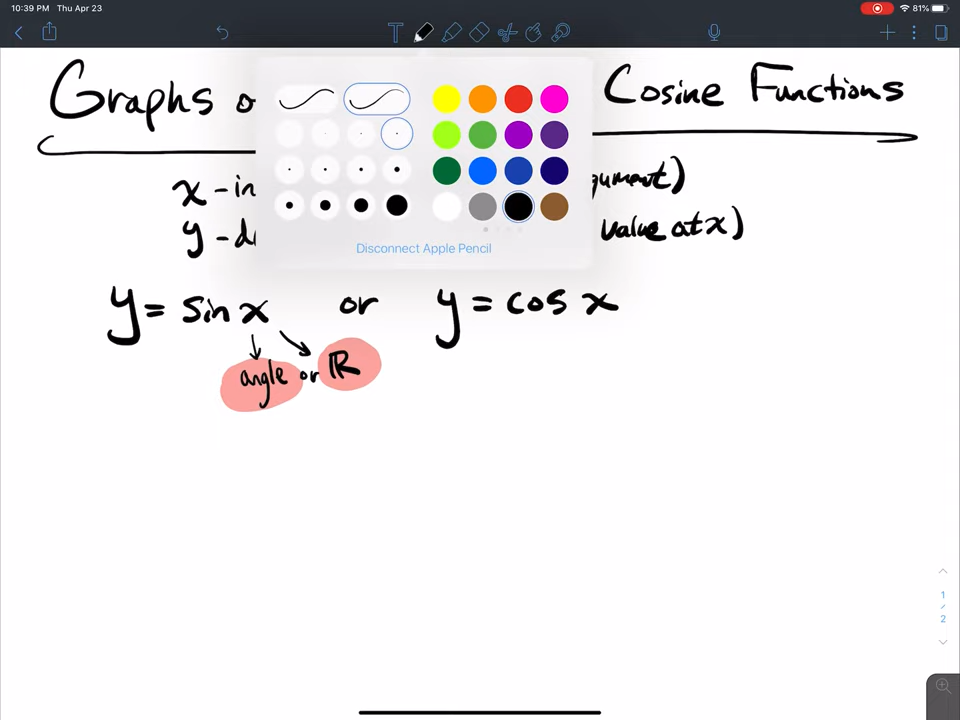 10:39 PM Thu Apr 23 81%
T
Graphs Cosine Functions
x - in gument)
y - d value at x)
Disconnect Apple Pencil
y = sin x or y = cos x
angle or ℝ
1
/
2